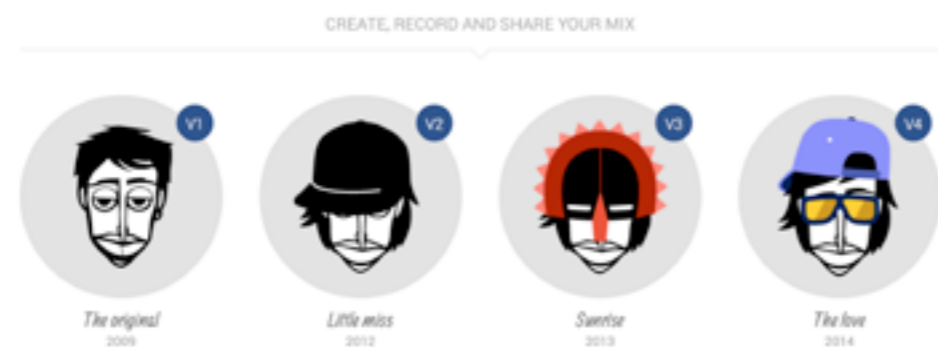 CREATE, RECORD AND SHARE YOUR MIX
V1
V2
V3
V4
The original
Little miss
Sunrise
The love
2009
2012
2013
2014